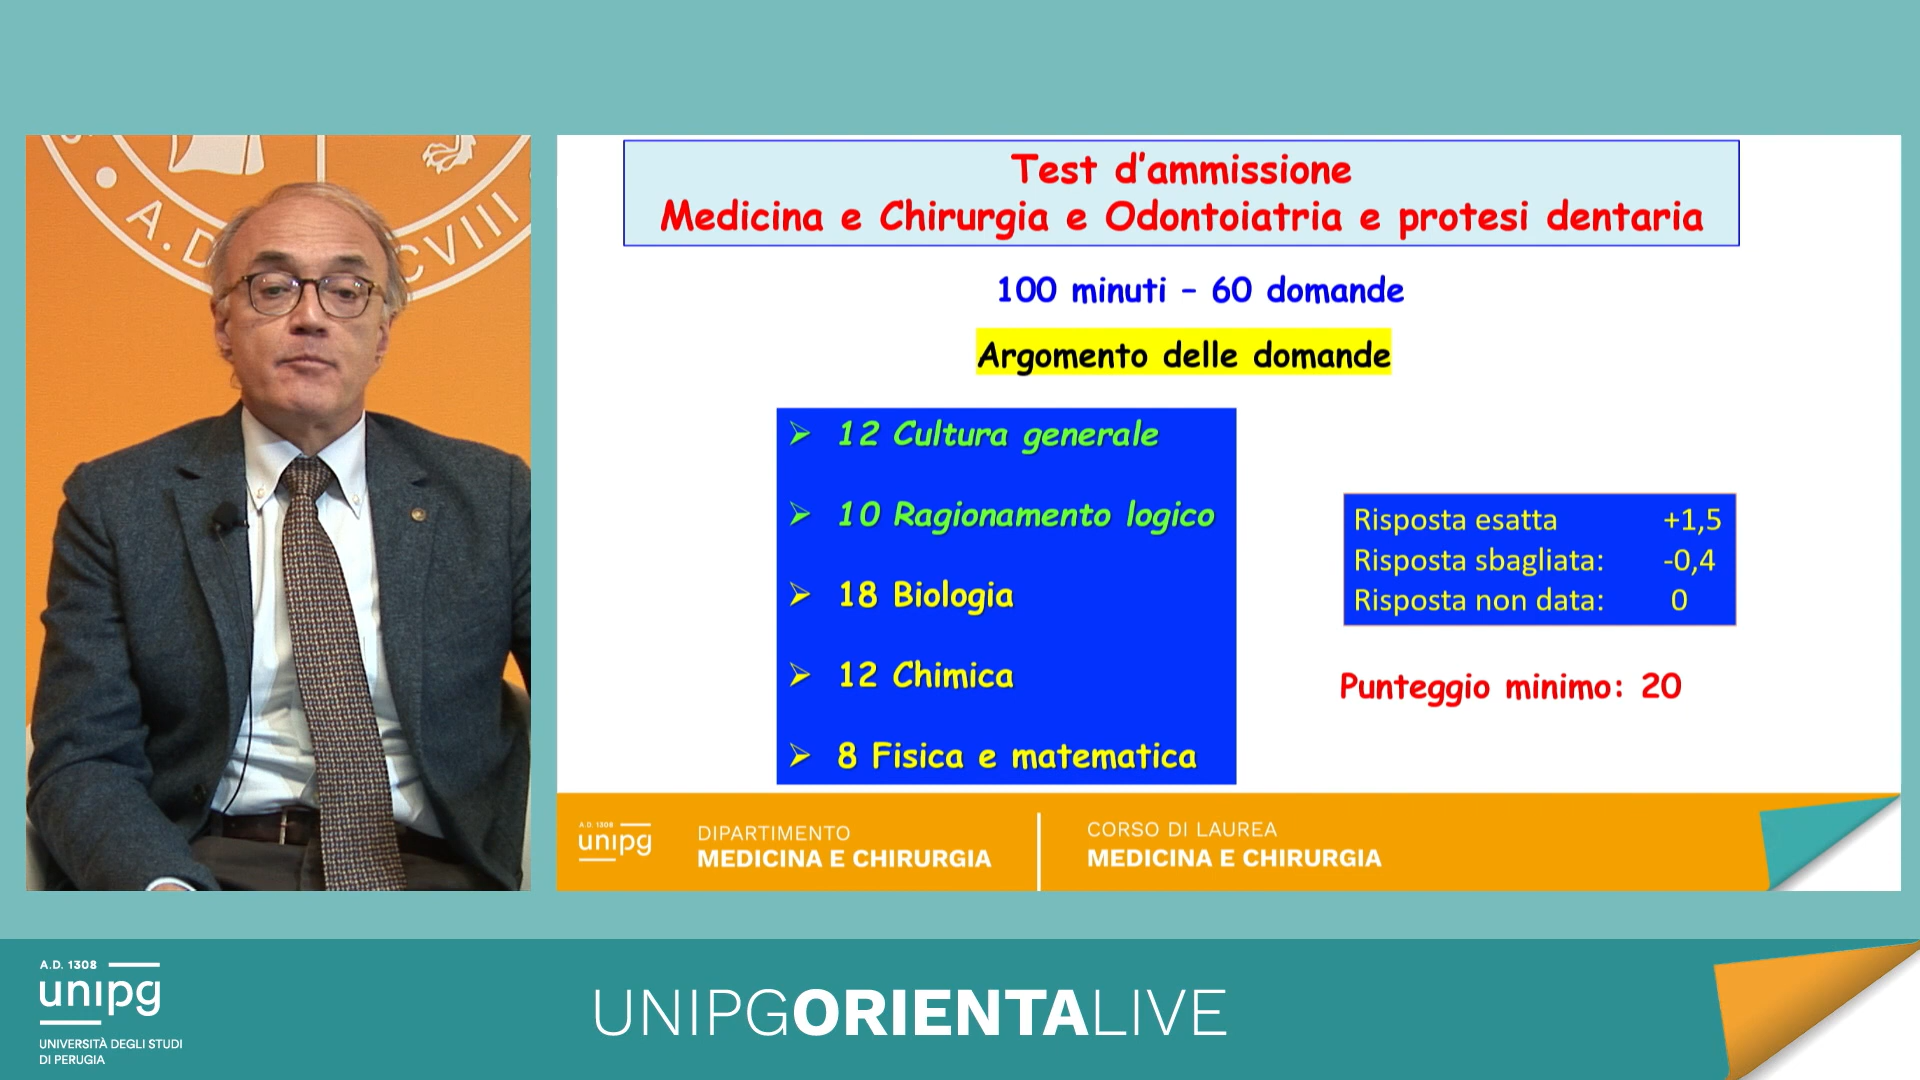 A.D
CVIII
Test d'ammissione
Medicina e Chirurgia e Odontoiatria e protesi dentaria
100 minuti – 60 domande
Argomento delle domande
➢ 12 Cultura generale
➢ 10 Ragionamento logico
➢ 18 Biologia
➢ 12 Chimica
➢ 8 Fisica e matematica
Risposta esatta +1,5
Risposta sbagliata: -0,4
Risposta non data: 0
Punteggio minimo: 20
A.D. 1308
unipg
DIPARTIMENTO
MEDICINA E CHIRURGIA
CORSO DI LAUREA
MEDICINA E CHIRURGIA
A.D. 1308
unipg
UNIVERSITÀ DEGLI STUDI
DI PERUGIA
UNIPGORIENTALIVE